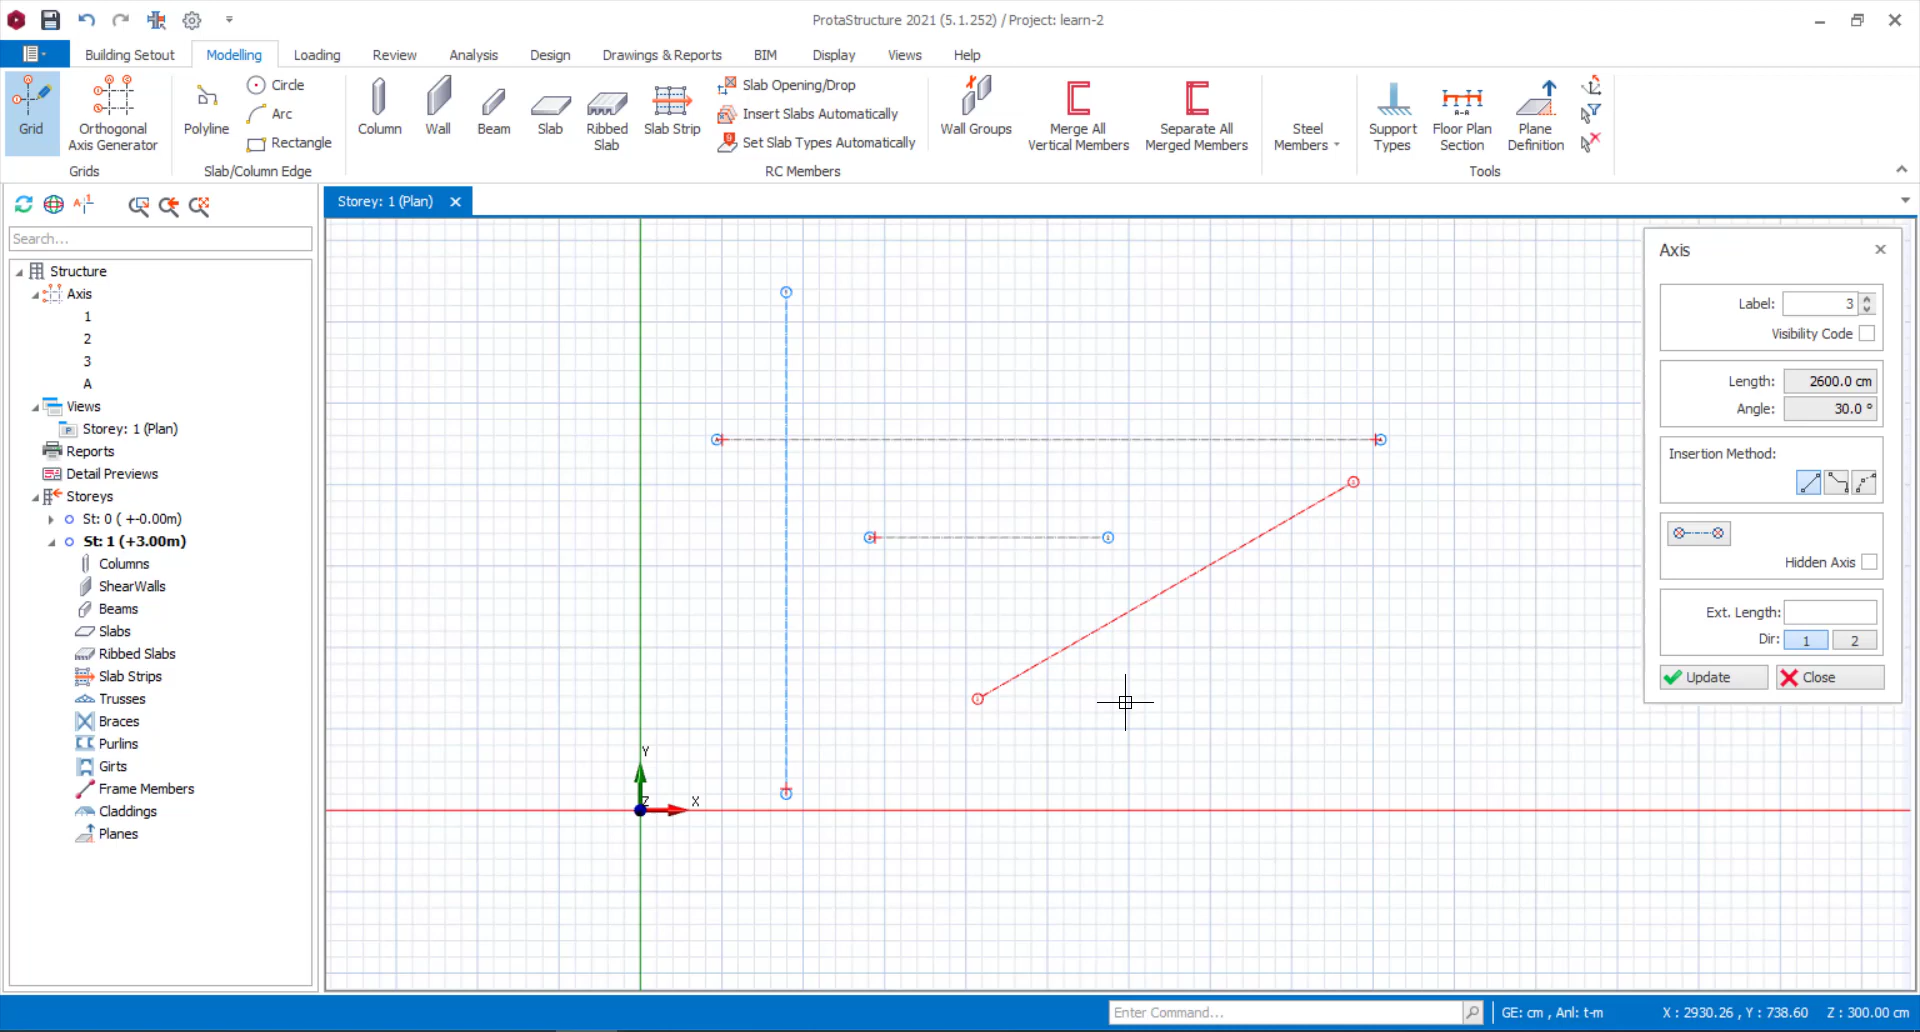 ProtaStructure 2021 (5.1.252) / Project: learn-2
Building Setout
Modelling
Loading
Review
Analysis
Design
Drawings & Reports
BIM
Display
Views
Help
Grid
Orthogonal
Axis Generator
Grids
Polyline
Circle
Arc
Rectangle
Slab/Column Edge
Column
Wall
Beam
Slab
Ribbed
Slab
Slab Strip
Slab Opening/Drop
Insert Slabs Automatically
Set Slab Types Automatically
RC Members
Wall Groups
Merge All
Vertical Members
Separate All
Merged Members
Steel
Members
Support
Types
Floor Plan
Section
Plane
Definition
Tools
Search...
Structure
Axis
1
2
3
A
Views
Storey: 1 (Plan)
Reports
Detail Previews
Storeys
St: 0 ( +-0.00m)
St: 1 (+3.00m)
Columns
ShearWalls
Beams
Slabs
Ribbed Slabs
Slab Strips
Trusses
Braces
Purlins
Girts
Frame Members
Claddings
Planes
Storey: 1 (Plan)
Y
Z
X
Axis
Label: 3
Visibility Code
Length: 2600.0 cm
Angle: 30.0 °
Insertion Method:
Hidden Axis
Ext. Length:
Dir: 1 2
Update
Close
Enter Command...
GE: cm , Anl: t-m
X : 2930.26 , Y : 738.60
Z : 300.00 cm